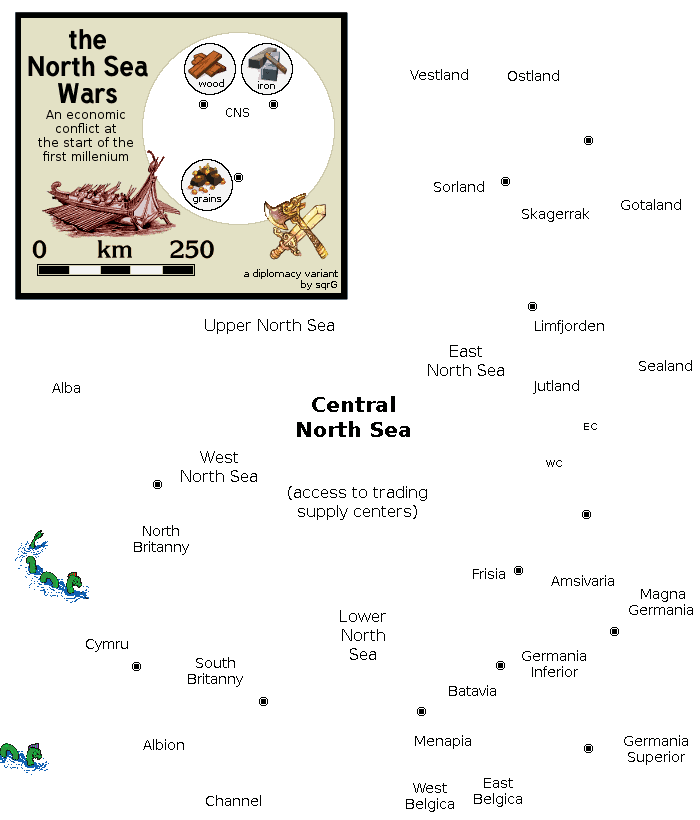 the
North Sea
Wars
An economic
conflict at
the start of the
first millenium
wood
iron
CNS
grains
0 km 250
a diplomacy variant
by sqrG
Vestland
Ostland
Sorland
Skagerrak
Gotaland
Upper North Sea
Limfjorden
East
North Sea
Sealand
Alba
Jutland
Central
North Sea
EC
West
North Sea
WC
(access to trading
supply centers)
North
Britanny
Frisia
Amsivaria
Magna
Germania
Lower
North
Sea
Cymru
South
Britanny
Germania
Inferior
Batavia
Albion
Menapia
Germania
Superior
West
Belgica
East
Belgica
Channel